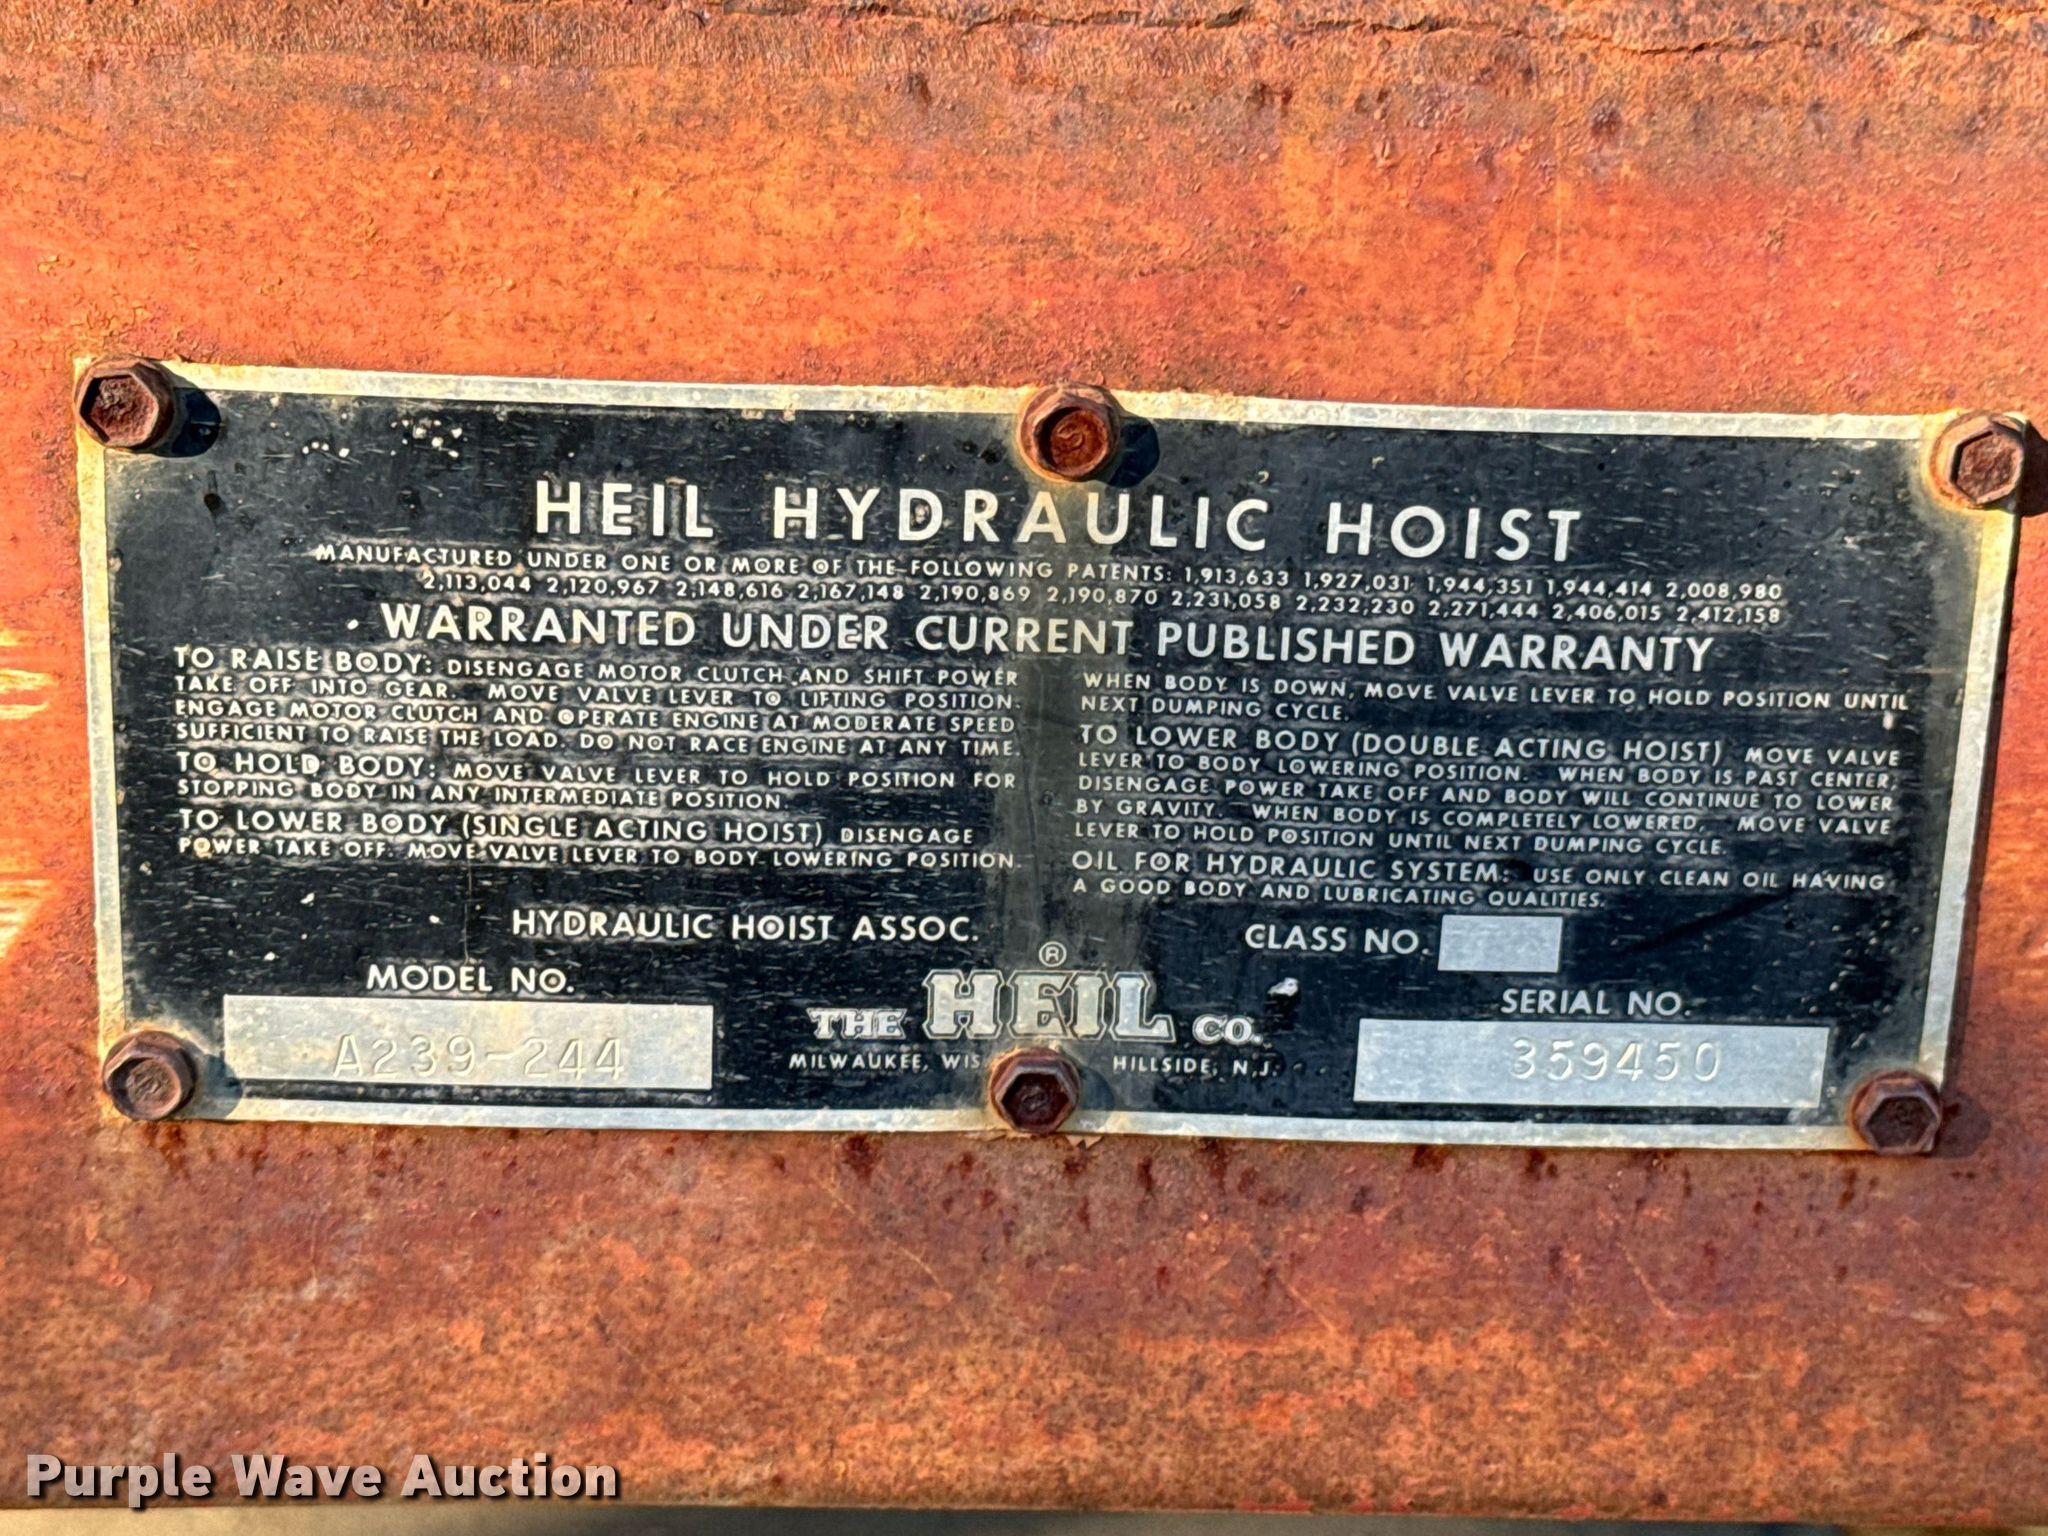 HEIL HYDRAULIC HOIST
MANUFACTURED UNDER ONE OR MORE OF THE FOLLOWING PATENTS: 1,913,633 1,927,031 1,944,351 1,944,414 2,008,980
2,113,044 2,120,967 2,148,616 2,167,148 2,190,869 2,190,870 2,231,058 2,232,230 2,271,444 2,406,015 2,412,158
WARRANTED UNDER CURRENT PUBLISHED WARRANTY
TO RAISE BODY: DISENGAGE MOTOR CLUTCH AND SHIFT POWER
TAKE OFF INTO GEAR. MOVE VALVE LEVER TO LIFTING POSITION.
ENGAGE MOTOR CLUTCH AND OPERATE ENGINE AT MODERATE SPEED
SUFFICIENT TO RAISE THE LOAD. DO NOT RACE ENGINE AT ANY TIME.
TO HOLD BODY: MOVE VALVE LEVER TO HOLD POSITION FOR
STOPPING BODY IN ANY INTERMEDIATE POSITION.
TO LOWER BODY (SINGLE ACTING HOIST) DISENGAGE
POWER TAKE OFF. MOVE VALVE LEVER TO BODY LOWERING POSITION.
WHEN BODY IS DOWN, MOVE VALVE LEVER TO HOLD POSITION UNTIL
NEXT DUMPING CYCLE.
TO LOWER BODY (DOUBLE ACTING HOIST) MOVE VALVE
LEVER TO BODY LOWERING POSITION. WHEN BODY IS PAST CENTER,
DISENGAGE POWER TAKE OFF AND BODY WILL CONTINUE TO LOWER
BY GRAVITY. WHEN BODY IS COMPLETELY LOWERED, MOVE VALVE
LEVER TO HOLD POSITION UNTIL NEXT DUMPING CYCLE.
OIL FOR HYDRAULIC SYSTEM: USE ONLY CLEAN OIL HAVING
A GOOD BODY AND LUBRICATING QUALITIES.
HYDRAULIC HOIST ASSOC.
CLASS NO.
MODEL NO.
A239-244
THE HEIL ® CO.
MILWAUKEE, WIS HILLSIDE, N.J.
SERIAL NO.
359450
Purple Wave Auction